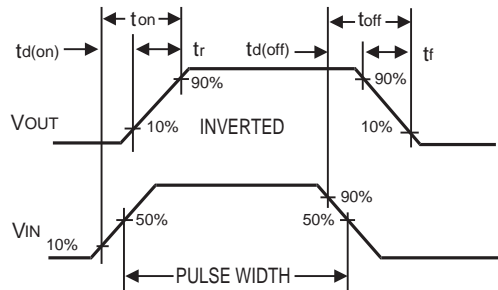 ton toff
td(on) tr td(off) tf
90% 90%
VOUT 10% INVERTED 10%
90%
50% 50%
VIN 10%
PULSE WIDTH